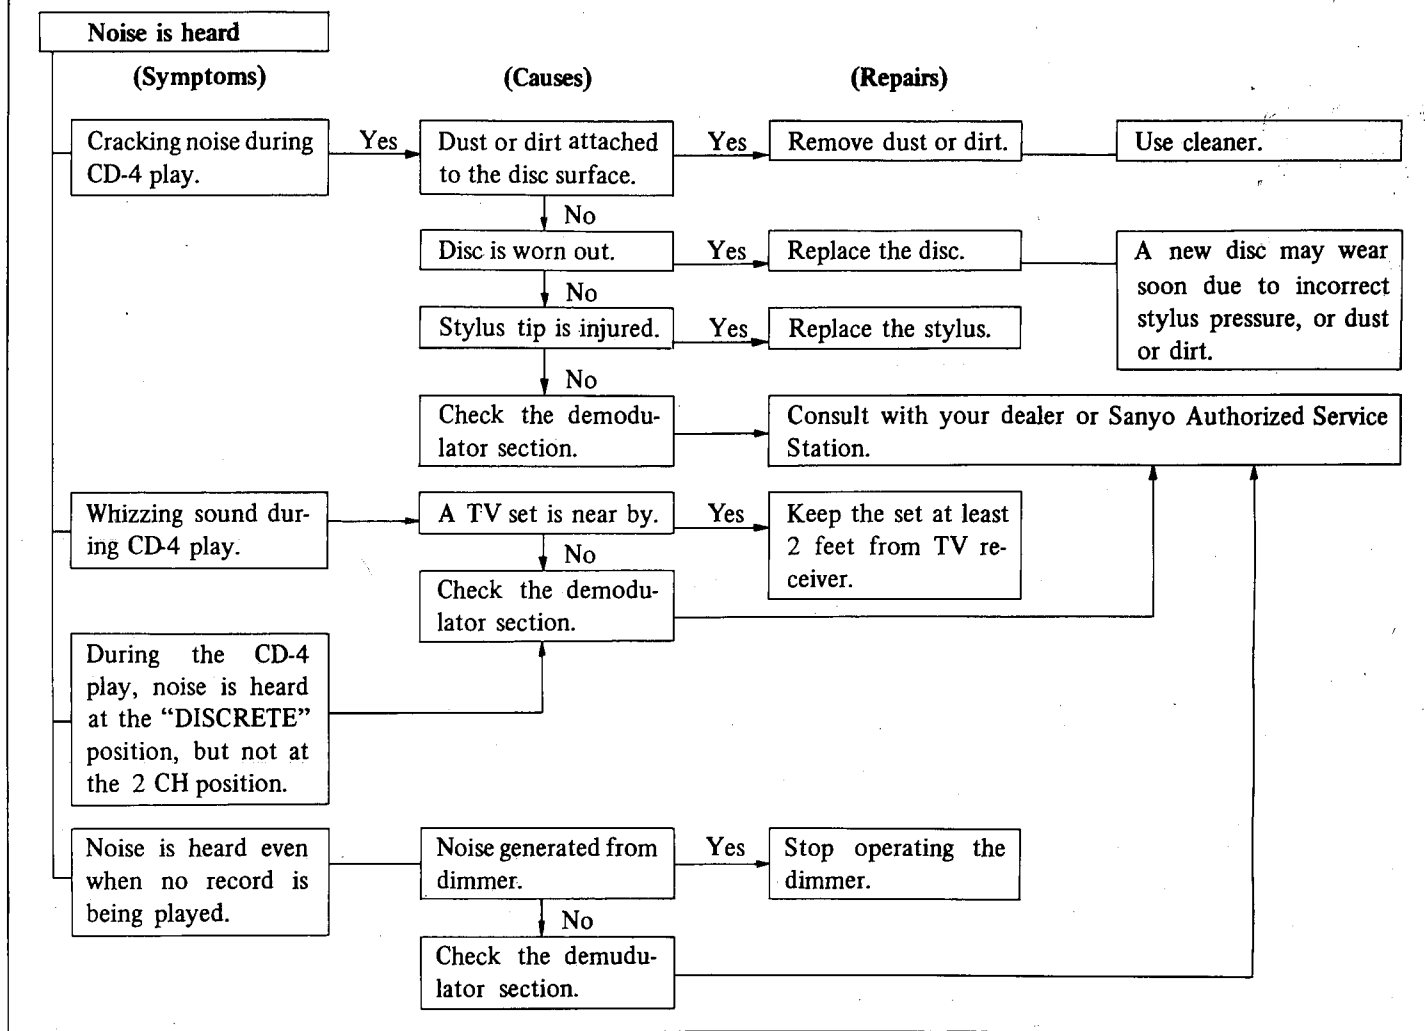 Noise is heard
(Symptoms)
(Causes)
(Repairs)
Cracking noise during
CD-4 play.
Yes
Dust or dirt attached
to the disc surface.
Yes
Remove dust or dirt.
Use cleaner.
No
Disc is worn out.
Yes
Replace the disc.
A new disc may wear
soon due to incorrect
stylus pressure, or dust
or dirt.
No
Stylus tip is injured.
Yes
Replace the stylus.
No
Check the demodu-
lator section.
Consult with your dealer or Sanyo Authorized Service
Station.
Whizzing sound dur-
ing CD-4 play.
A TV set is near by.
Yes
Keep the set at least
2 feet from TV re-
ceiver.
No
Check the demodu-
lator section.
During the CD-4
play, noise is heard
at the “DISCRETE”
position, but not at
the 2 CH position.
Noise is heard even
when no record is
being played.
Noise generated from
dimmer.
Yes
Stop operating the
dimmer.
No
Check the demudu-
lator section.